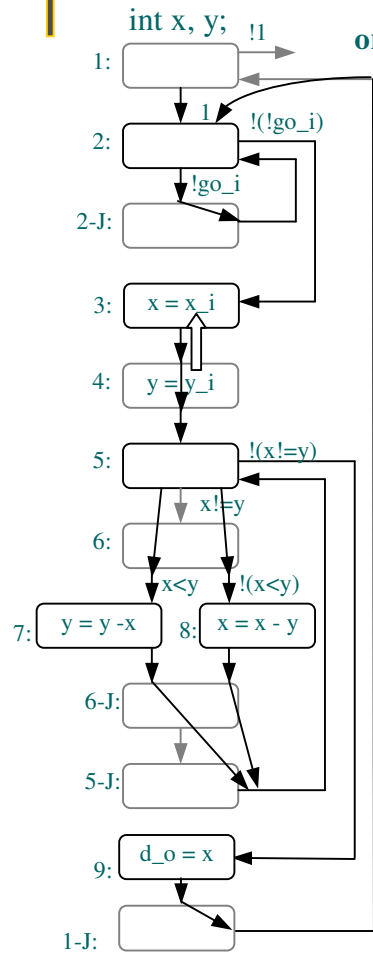 int x, y;
!1
1:
o
1
!(!go_i)
2:
!go_i
2-J:
3:
x = x_i
4:
y = y_i
5:
!(x!=y)
x!=y
6:
x<y
!(x<y)
7:
y = y -x
8:
x = x - y
6-J:
5-J:
9:
d_o = x
1-J: